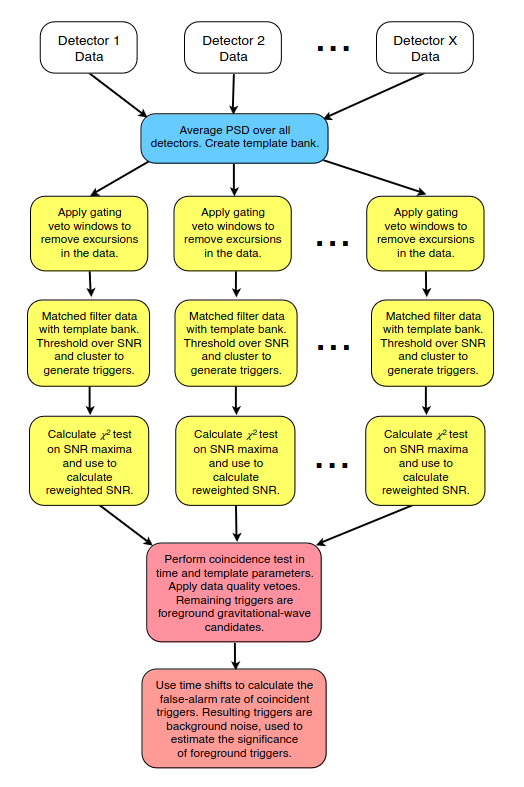 Detector 1
Data
Detector 2
Data
...
Detector X
Data
Average PSD over all
detectors. Create template bank.
Apply gating
veto windows to
remove excursions
in the data.
Apply gating
veto windows to
remove excursions
in the data.
...
Apply gating
veto windows to
remove excursions
in the data.
Matched filter data
with template bank.
Threshold over SNR
and cluster to
generate triggers.
Matched filter data
with template bank.
Threshold over SNR
and cluster to
generate triggers.
...
Matched filter data
with template bank.
Threshold over SNR
and cluster to
generate triggers.
Calculate χ² test
on SNR maxima
and use to
calculate
reweighted SNR.
Calculate χ² test
on SNR maxima
and use to
calculate
reweighted SNR.
...
Calculate χ² test
on SNR maxima
and use to
calculate
reweighted SNR.
Perform coincidence test in
time and template parameters.
Apply data quality vetoes.
Remaining triggers are
foreground gravitational-wave
candidates.
Use time shifts to calculate the
false-alarm rate of coincident
triggers. Resulting triggers are
background noise, used to
estimate the significance
of foreground triggers.